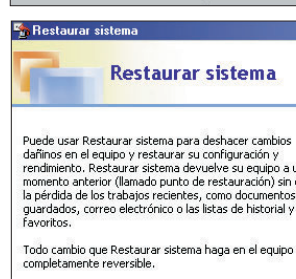 Restaurar sistema
Restaurar sistema
Puede usar Restaurar sistema para deshacer cambios
dañinos en el equipo y restaurar su configuración y
rendimiento. Restaurar sistema devuelve su equipo a
momento anterior (llamado punto de restauración) sin
la pérdida de los trabajos recientes, como documentos
guardados, correo electrónico o las listas de historial y
favoritos.
Todo cambio que Restaurar sistema haga en el equipo
completamente reversible.